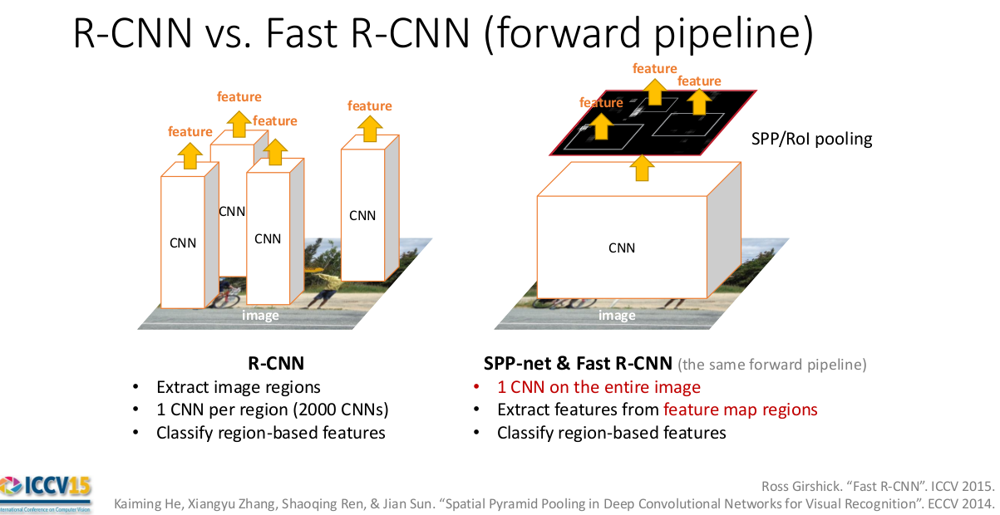 R-CNN vs. Fast R-CNN (forward pipeline)
feature
feature
feature
feature
CNN
CNN
CNN
CNN
image
feature
feature
feature
SPP/RoI pooling
CNN
image
R-CNN
• Extract image regions
• 1 CNN per region (2000 CNNs)
• Classify region-based features
SPP-net & Fast R-CNN (the same forward pipeline)
• 1 CNN on the entire image
• Extract features from feature map regions
• Classify region-based features
ICCV15
International Conference on Computer Vision
Ross Girshick. “Fast R-CNN”. ICCV 2015.
Kaiming He, Xiangyu Zhang, Shaoqing Ren, & Jian Sun. “Spatial Pyramid Pooling in Deep Convolutional Networks for Visual Recognition”. ECCV 2014.